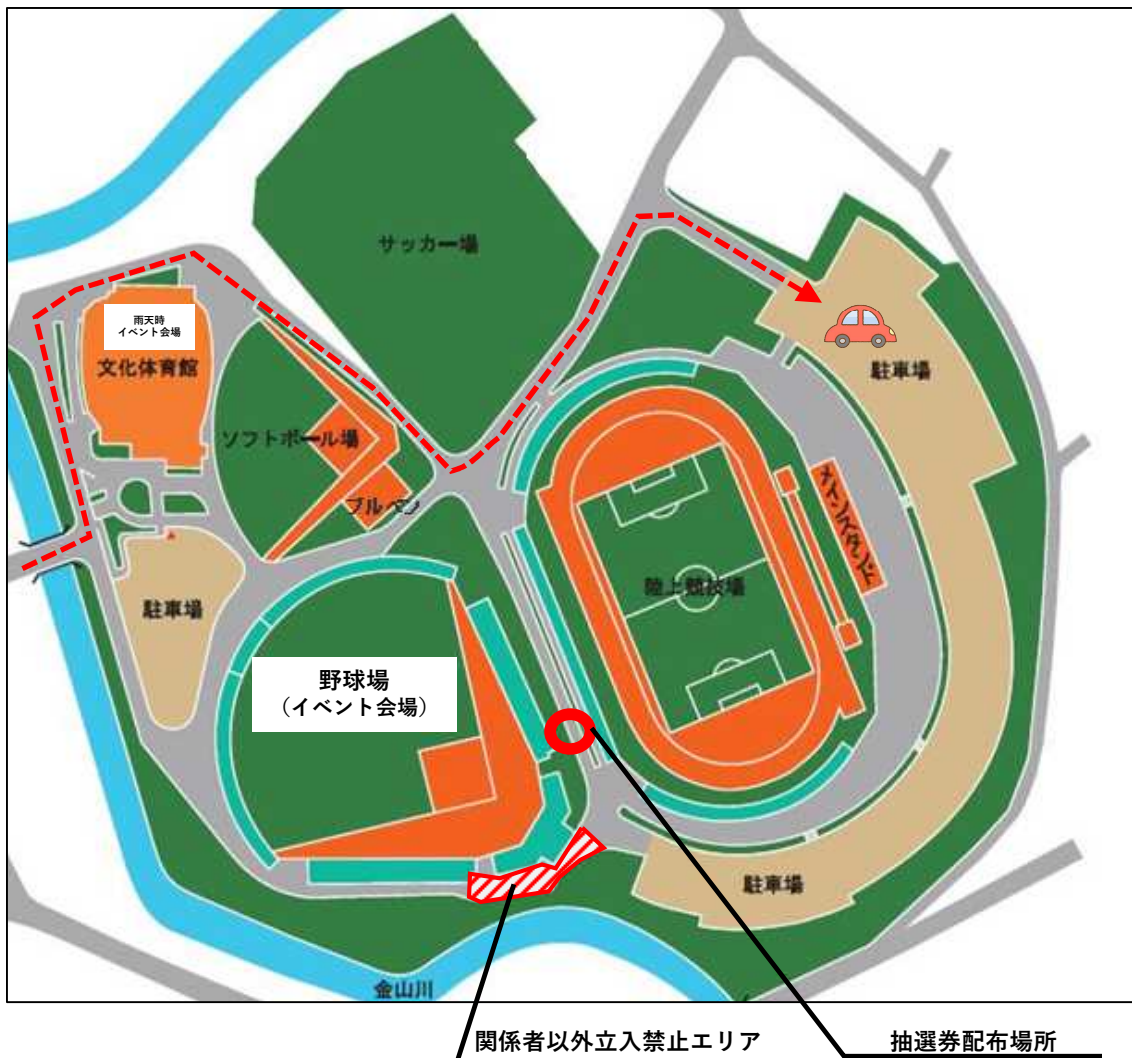 サッカー場
雨天時
イベント会場
文化体育館
駐車場
ソフトボール場
ブルペン
メインスタンド
陸上競技場
駐車場
野球場
（イベント会場）
駐車場
金山川
関係者以外立入禁止エリア
抽選券配布場所